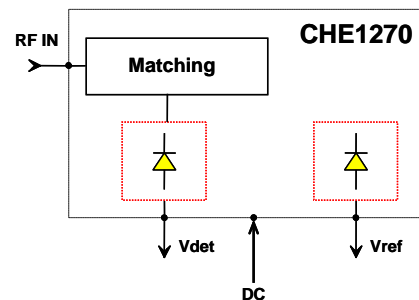 CHE1270
RF IN
Matching
Vdet
Vref
DC